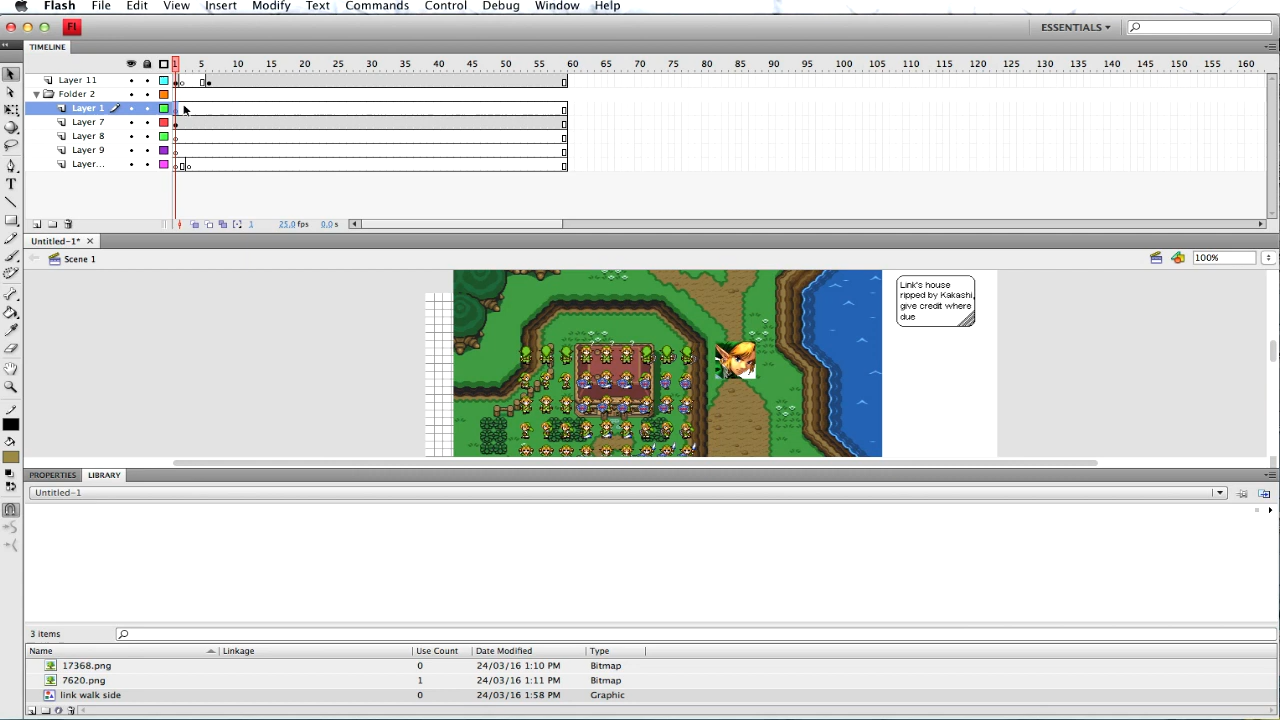 Flash File Edit View Insert Modify Text Commands Control Debug Window Help
Fl ESSENTIALS
TIMELINE
1 5 10 15 20 25 30 35 40 45 50 55 60 65 70 75 80 85 90 95 100 105 110 115 120 125 130 135 140 145 150 155 160
Layer 11
Folder 2
Layer 1
Layer 7
Layer 8
Layer 9
Layer...
1 25.0 fps 0.0 s
Untitled-1*
Scene 1 100%
Link's house
ripped by Kakashi,
give credit where
due
PROPERTIES LIBRARY
Untitled-1
3 items
Name Linkage Use Count Date Modified Type
17368.png 0 24/03/16 1:10 PM Bitmap
7620.png 1 24/03/16 1:11 PM Bitmap
link walk side 0 24/03/16 1:58 PM Graphic